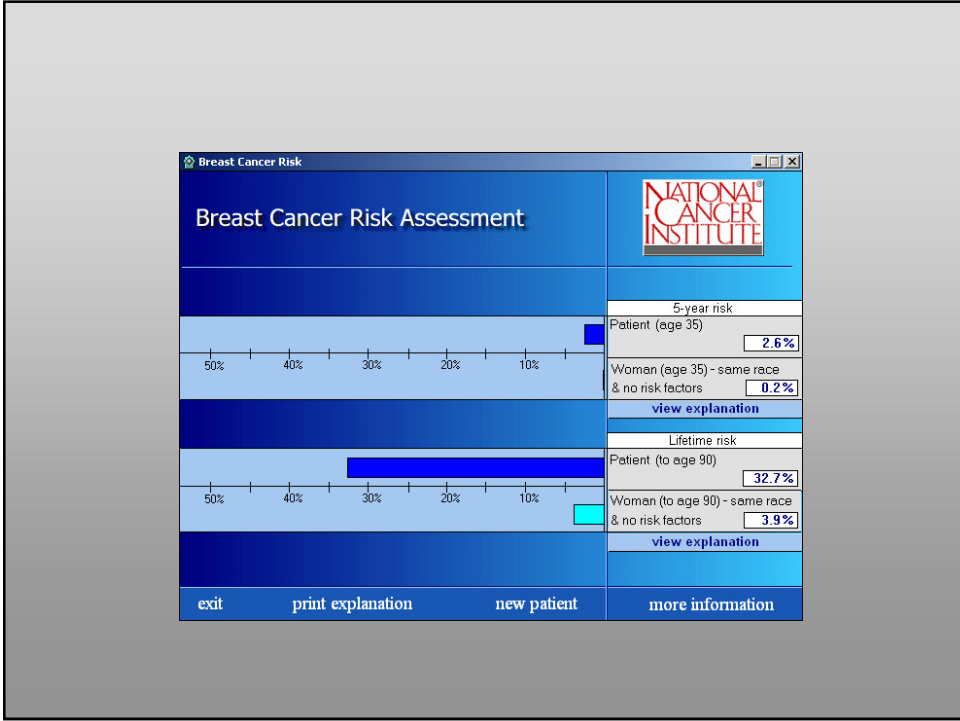 Breast Cancer Risk
Breast Cancer Risk Assessment
NATIONAL
CANCER
INSTITUTE
®
5-year risk
Patient (age 35)
2.6%
50% 40% 30% 20% 10%
Woman (age 35) - same race
& no risk factors 0.2%
view explanation
Lifetime risk
Patient (to age 90)
32.7%
50% 40% 30% 20% 10%
Woman (to age 90) - same race
& no risk factors 3.9%
view explanation
exit print explanation new patient more information